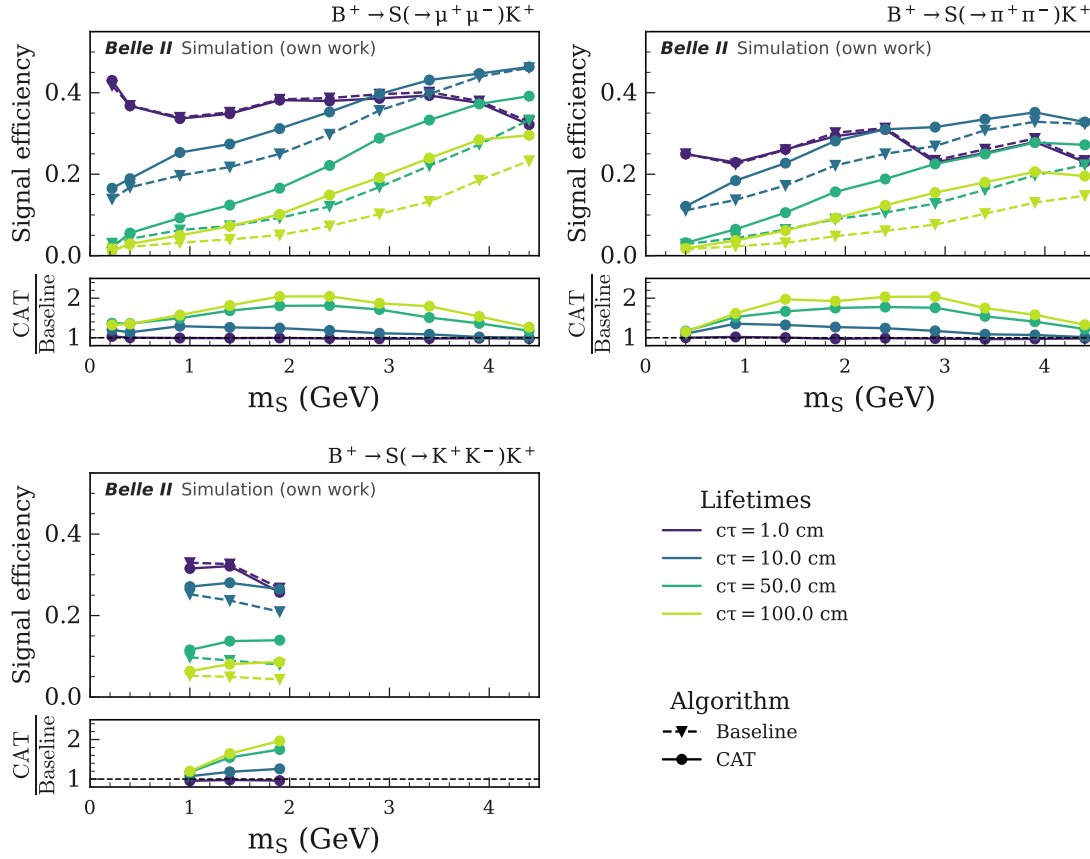 B⁺ → S(→ μ⁺μ⁻)K⁺
Belle II Simulation (own work)
Signal efficiency
0.4
0.2
0.0
CAT
Baseline
2
1
0 1 2 3 4
m_S (GeV)
B⁺ → S(→ π⁺π⁻)K⁺
Belle II Simulation (own work)
Signal efficiency
0.4
0.2
0.0
CAT
Baseline
2
1
0 1 2 3 4
m_S (GeV)
B⁺ → S(→ K⁺K⁻)K⁺
Belle II Simulation (own work)
Signal efficiency
0.4
0.2
0.0
CAT
Baseline
2
1
0 1 2 3 4
m_S (GeV)
Lifetimes
cτ = 1.0 cm
cτ = 10.0 cm
cτ = 50.0 cm
cτ = 100.0 cm
Algorithm
Baseline
CAT